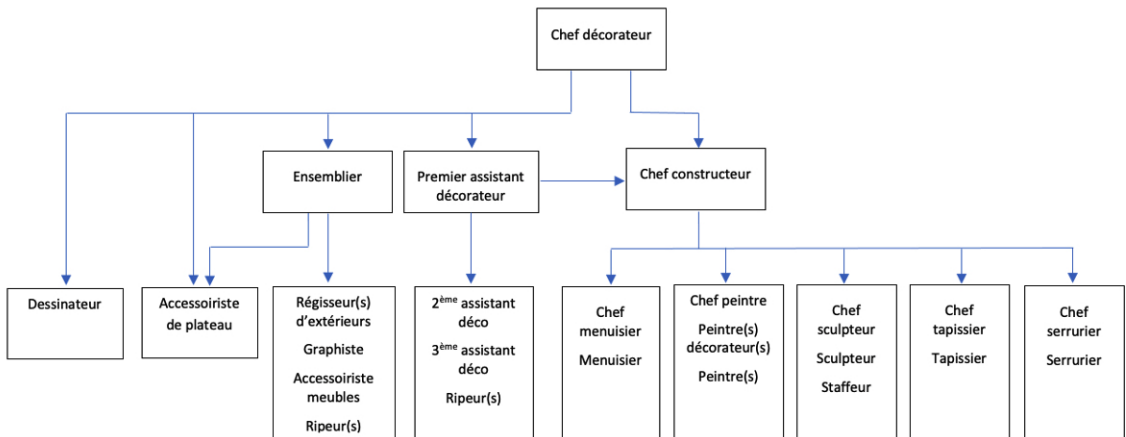 Chef décorateur
Ensemblier
Premier assistant
décorateur
Chef constructeur
Dessinateur
Accessoiriste
de plateau
Régisseur(s)
d'extérieurs
Graphiste
Accessoiriste
meubles
Ripeur(s)
2ème assistant
déco
3ème assistant
déco
Ripeur(s)
Chef
menuisier
Menuisier
Chef peintre
Peintre(s)
décorateur(s)
Peintre(s)
Chef
sculpteur
Sculpteur
Staffeur
Chef
tapissier
Tapissier
Chef
serrurier
Serrurier